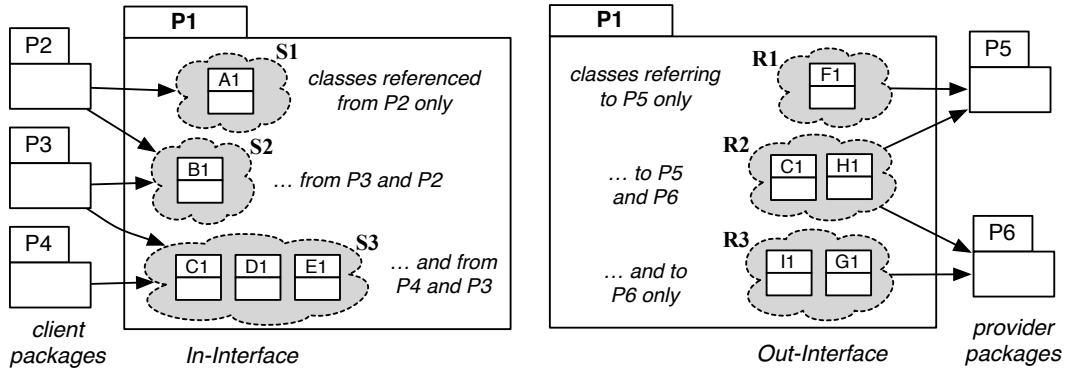 P1
P2
S1
A1
classes referenced
from P2 only
P3
S2
B1
... from P3 and P2
P4
S3
C1 D1 E1
... and from
P4 and P3
client
packages
In-Interface
P1
P5
classes referring
to P5 only
R1
F1
R2
C1 H1
... to P5
and P6
P6
R3
I1 G1
... and to
P6 only
Out-Interface
provider
packages